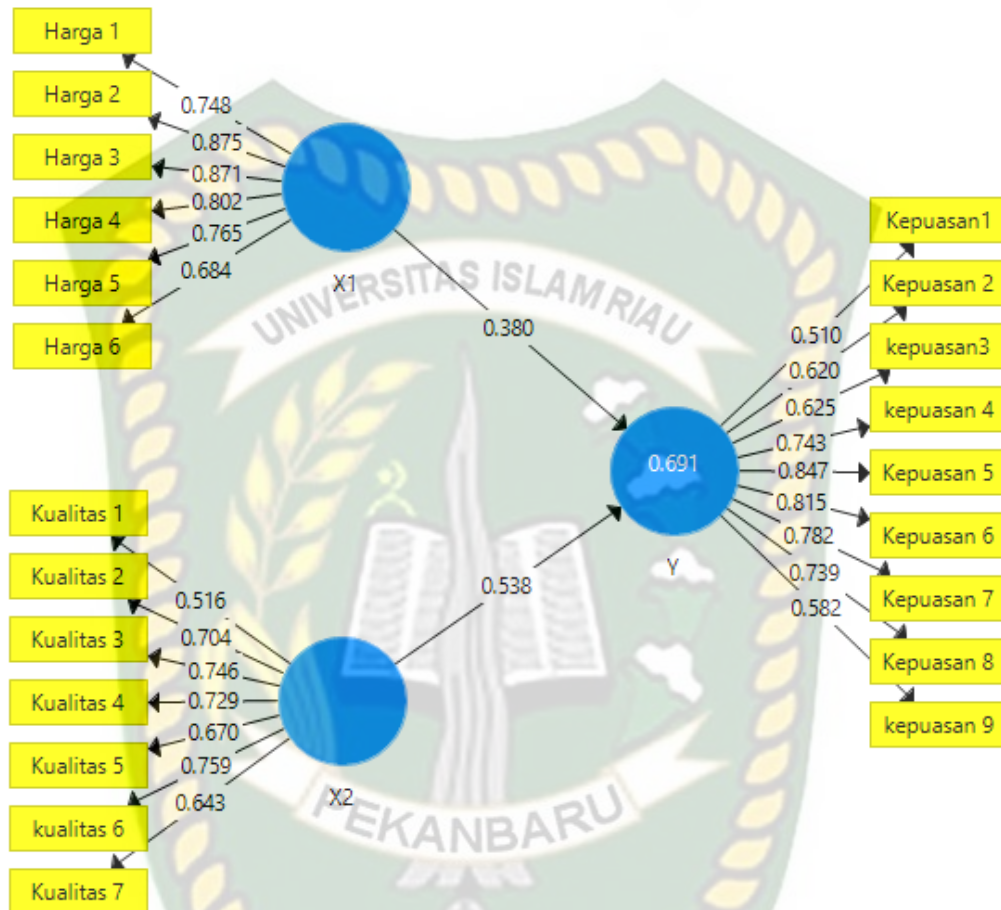 Harga 1
Harga 2
Harga 3
Harga 4
Harga 5
Harga 6
0.748
0.875
0.871
0.802
0.765
0.684
X1
UNIVERSITAS ISLAM RIAU
0.380
Kualitas 1
Kualitas 2
Kualitas 3
Kualitas 4
Kualitas 5
kualitas 6
Kualitas 7
0.516
0.704
0.746
0.729
0.670
0.759
0.643
X2
0.538
0.691
Y
0.510
0.620
0.625
0.743
0.847
0.815
0.782
0.739
0.582
Kepuasan1
Kepuasan 2
kepuasan3
kepuasan 4
Kepuasan 5
Kepuasan 6
Kepuasan 7
Kepuasan 8
kepuasan 9
PEKANBARU